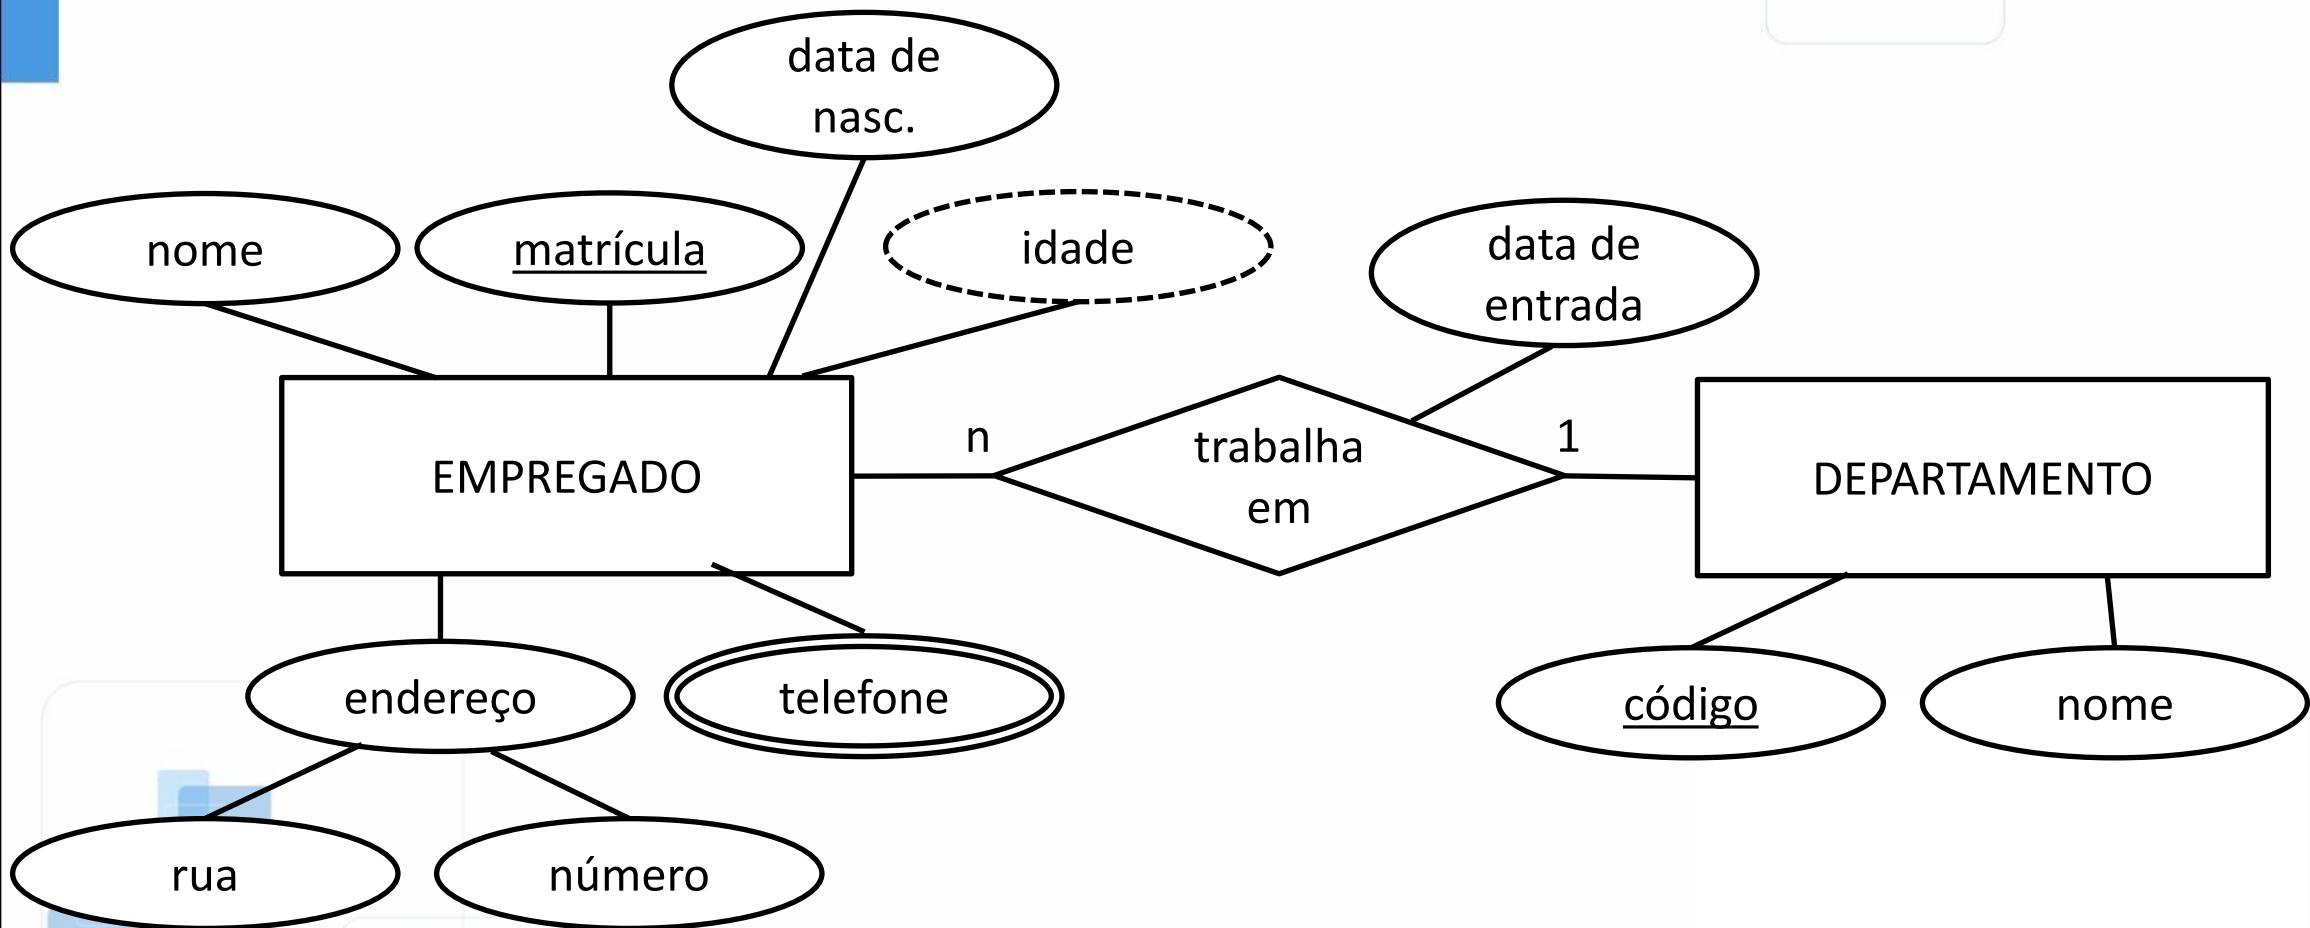 data de
nasc.
nome
matrícula
idade
data de
entrada
EMPREGADO
n
trabalha
em
1
DEPARTAMENTO
endereço
telefone
código
nome
rua
número